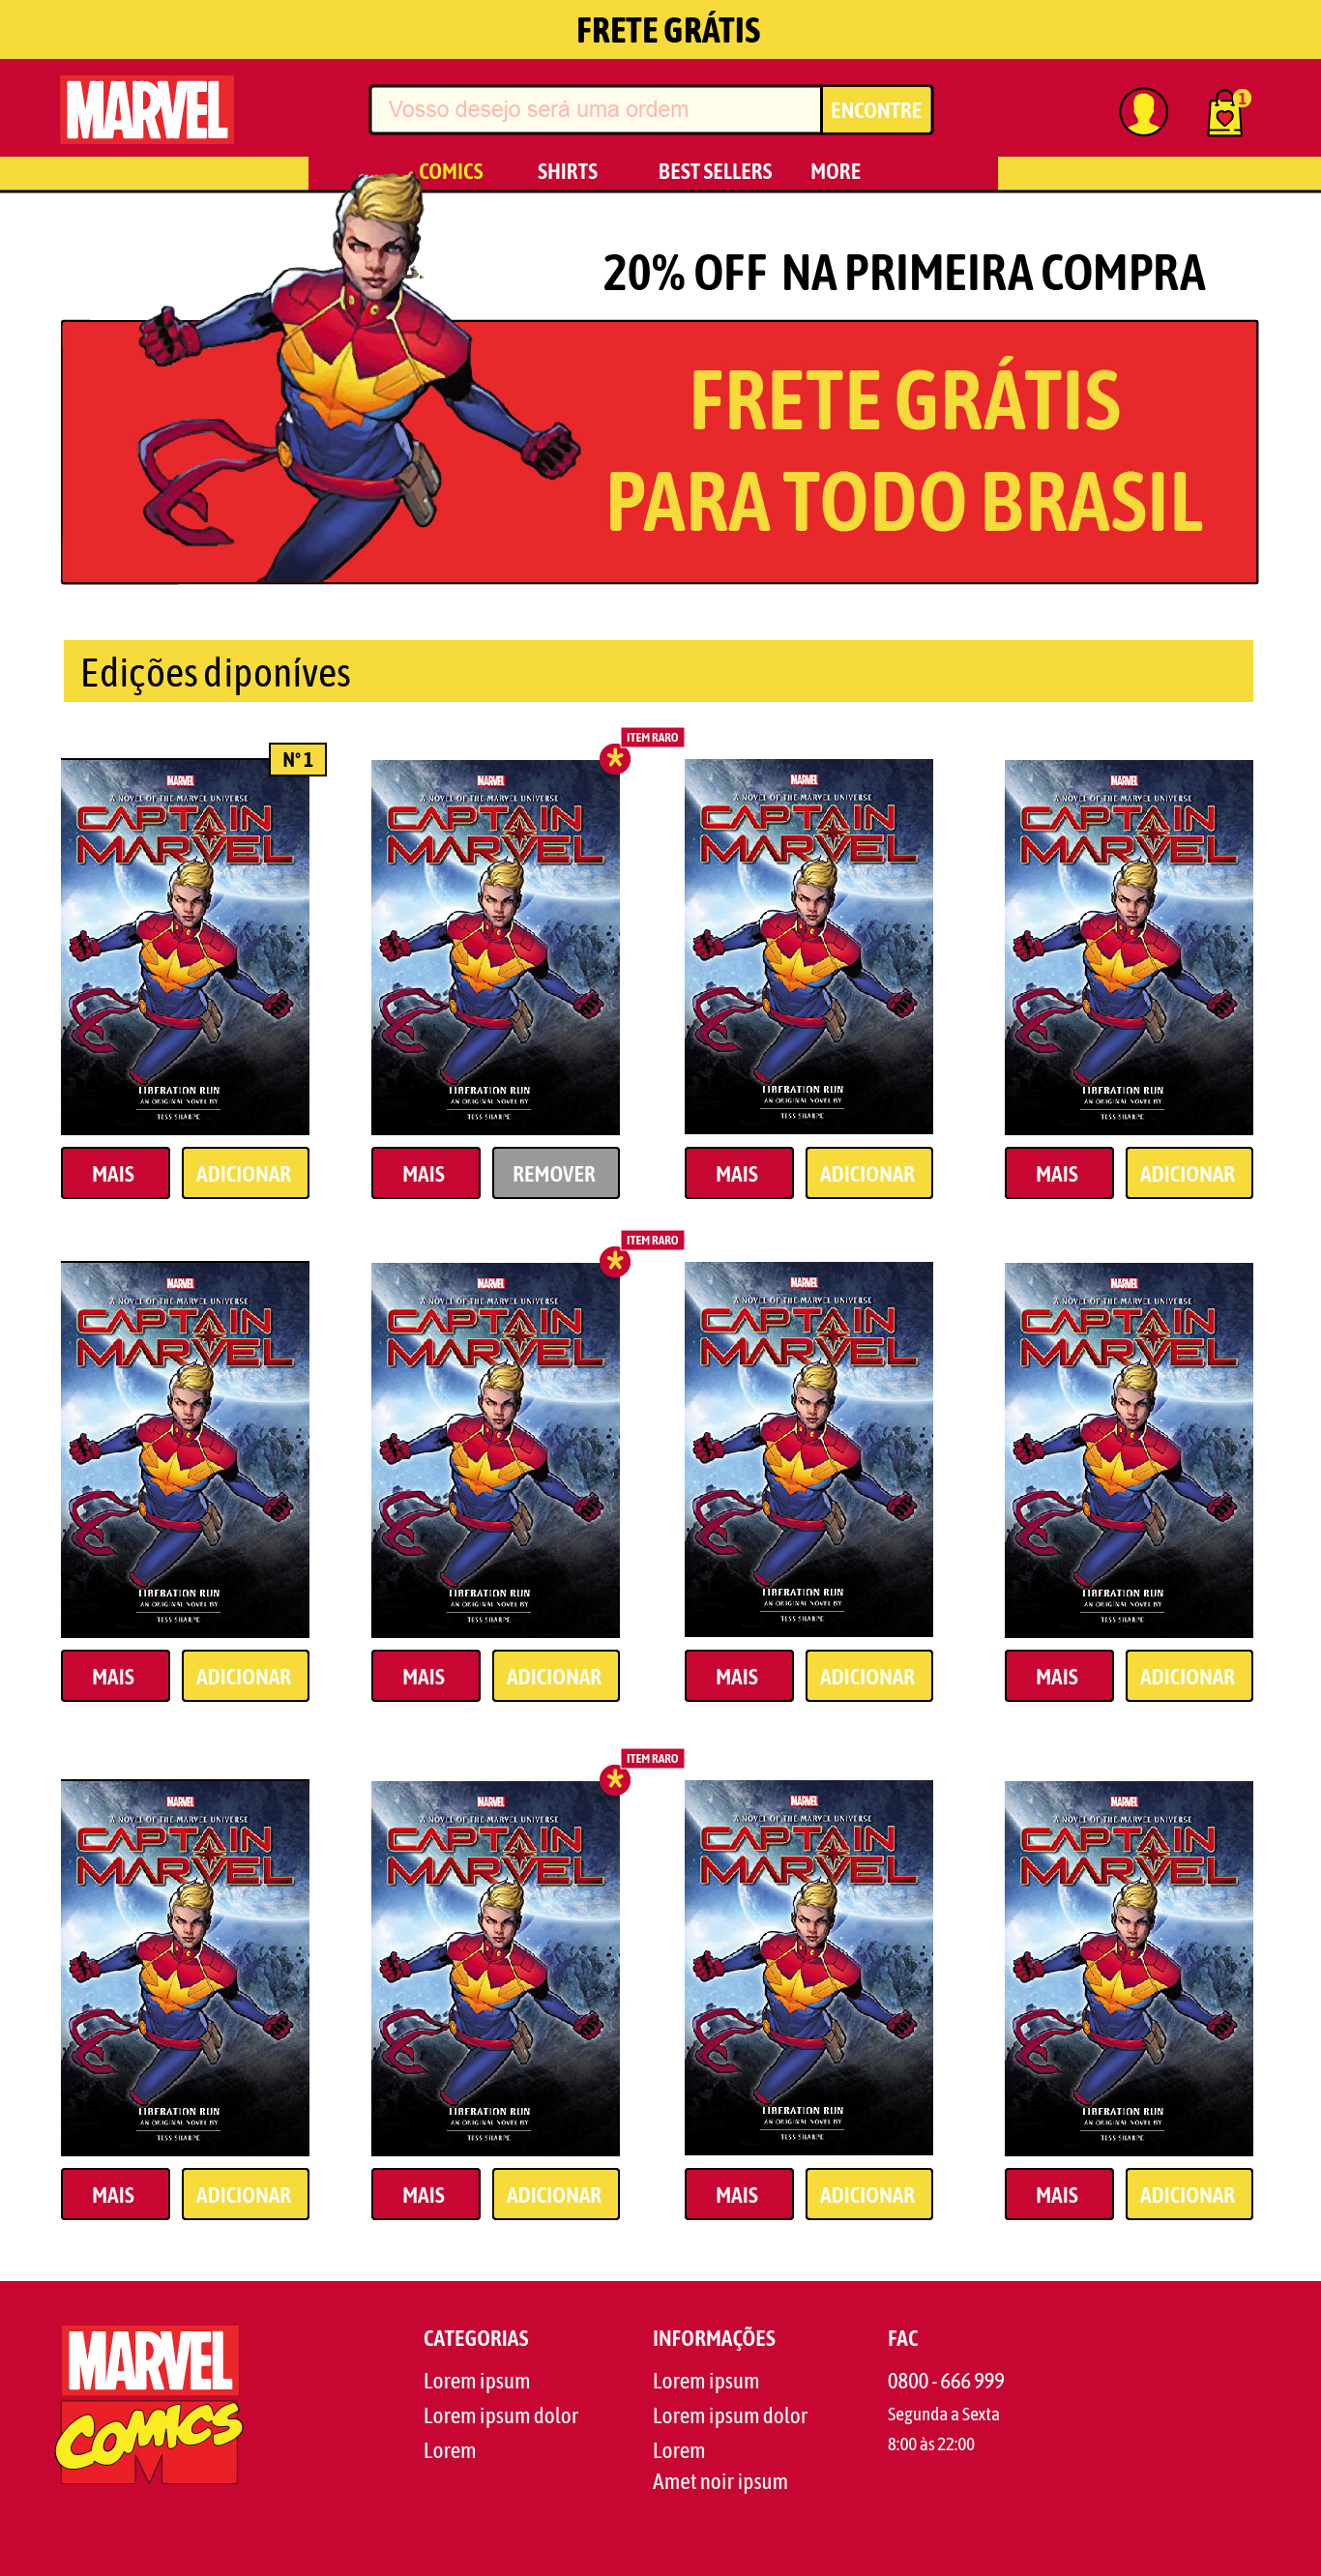 FRETE GRÁTIS
MARVEL
Vosso desejo será uma ordem
ENCONTRE
1
COMICS SHIRTS BEST SELLERS MORE
20% OFF NA PRIMEIRA COMPRA
FRETE GRÁTIS
PARA TODO BRASIL
Edições diponíves
N° 1
ITEM RARO
MARVEL
A NOVEL OF THE MARVEL UNIVERSE
CAPTAIN
MARVEL
LIBERATION RUN
AN ORIGINAL NOVEL BY
TESS SHARPE
MARVEL
A NOVEL OF THE MARVEL UNIVERSE
CAPTAIN
MARVEL
LIBERATION RUN
AN ORIGINAL NOVEL BY
TESS SHARPE
MARVEL
A NOVEL OF THE MARVEL UNIVERSE
CAPTAIN
MARVEL
LIBERATION RUN
AN ORIGINAL NOVEL BY
TESS SHARPE
MARVEL
A NOVEL OF THE MARVEL UNIVERSE
CAPTAIN
MARVEL
LIBERATION RUN
AN ORIGINAL NOVEL BY
TESS SHARPE
MAIS ADICIONAR MAIS REMOVER MAIS ADICIONAR MAIS ADICIONAR
ITEM RARO
MARVEL
A NOVEL OF THE MARVEL UNIVERSE
CAPTAIN
MARVEL
LIBERATION RUN
AN ORIGINAL NOVEL BY
TESS SHARPE
MARVEL
A NOVEL OF THE MARVEL UNIVERSE
CAPTAIN
MARVEL
LIBERATION RUN
AN ORIGINAL NOVEL BY
TESS SHARPE
MARVEL
A NOVEL OF THE MARVEL UNIVERSE
CAPTAIN
MARVEL
LIBERATION RUN
AN ORIGINAL NOVEL BY
TESS SHARPE
MARVEL
A NOVEL OF THE MARVEL UNIVERSE
CAPTAIN
MARVEL
LIBERATION RUN
AN ORIGINAL NOVEL BY
TESS SHARPE
MAIS ADICIONAR MAIS ADICIONAR MAIS ADICIONAR MAIS ADICIONAR
ITEM RARO
MARVEL
A NOVEL OF THE MARVEL UNIVERSE
CAPTAIN
MARVEL
LIBERATION RUN
AN ORIGINAL NOVEL BY
TESS SHARPE
MARVEL
A NOVEL OF THE MARVEL UNIVERSE
CAPTAIN
MARVEL
LIBERATION RUN
AN ORIGINAL NOVEL BY
TESS SHARPE
MARVEL
A NOVEL OF THE MARVEL UNIVERSE
CAPTAIN
MARVEL
LIBERATION RUN
AN ORIGINAL NOVEL BY
TESS SHARPE
MARVEL
A NOVEL OF THE MARVEL UNIVERSE
CAPTAIN
MARVEL
LIBERATION RUN
AN ORIGINAL NOVEL BY
TESS SHARPE
MAIS ADICIONAR MAIS ADICIONAR MAIS ADICIONAR MAIS ADICIONAR
MARVEL
COMICS
M
CATEGORIAS
Lorem ipsum
Lorem ipsum dolor
Lorem
INFORMAÇÕES
Lorem ipsum
Lorem ipsum dolor
Lorem
Amet noir ipsum
FAC
0800 - 666 999
Segunda a Sexta
8:00 às 22:00